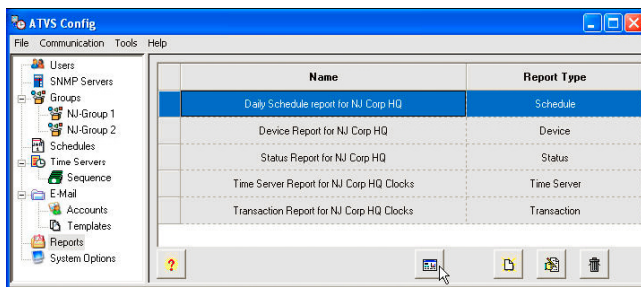 ATVS Config
File Communication Tools Help
Users
SNMP Servers
Groups
NJ-Group 1
NJ-Group 2
Schedules
Time Servers
Sequence
E-Mail
Accounts
Templates
Reports
System Options
Name Report Type
Daily Schedule report for NJ Corp HQ Schedule
Device Report for NJ Corp HQ Device
Status Report for NJ Corp HQ Status
Time Server Report for NJ Corp HQ Clocks Time Server
Transaction Report for NJ Corp HQ Clocks Transaction
?